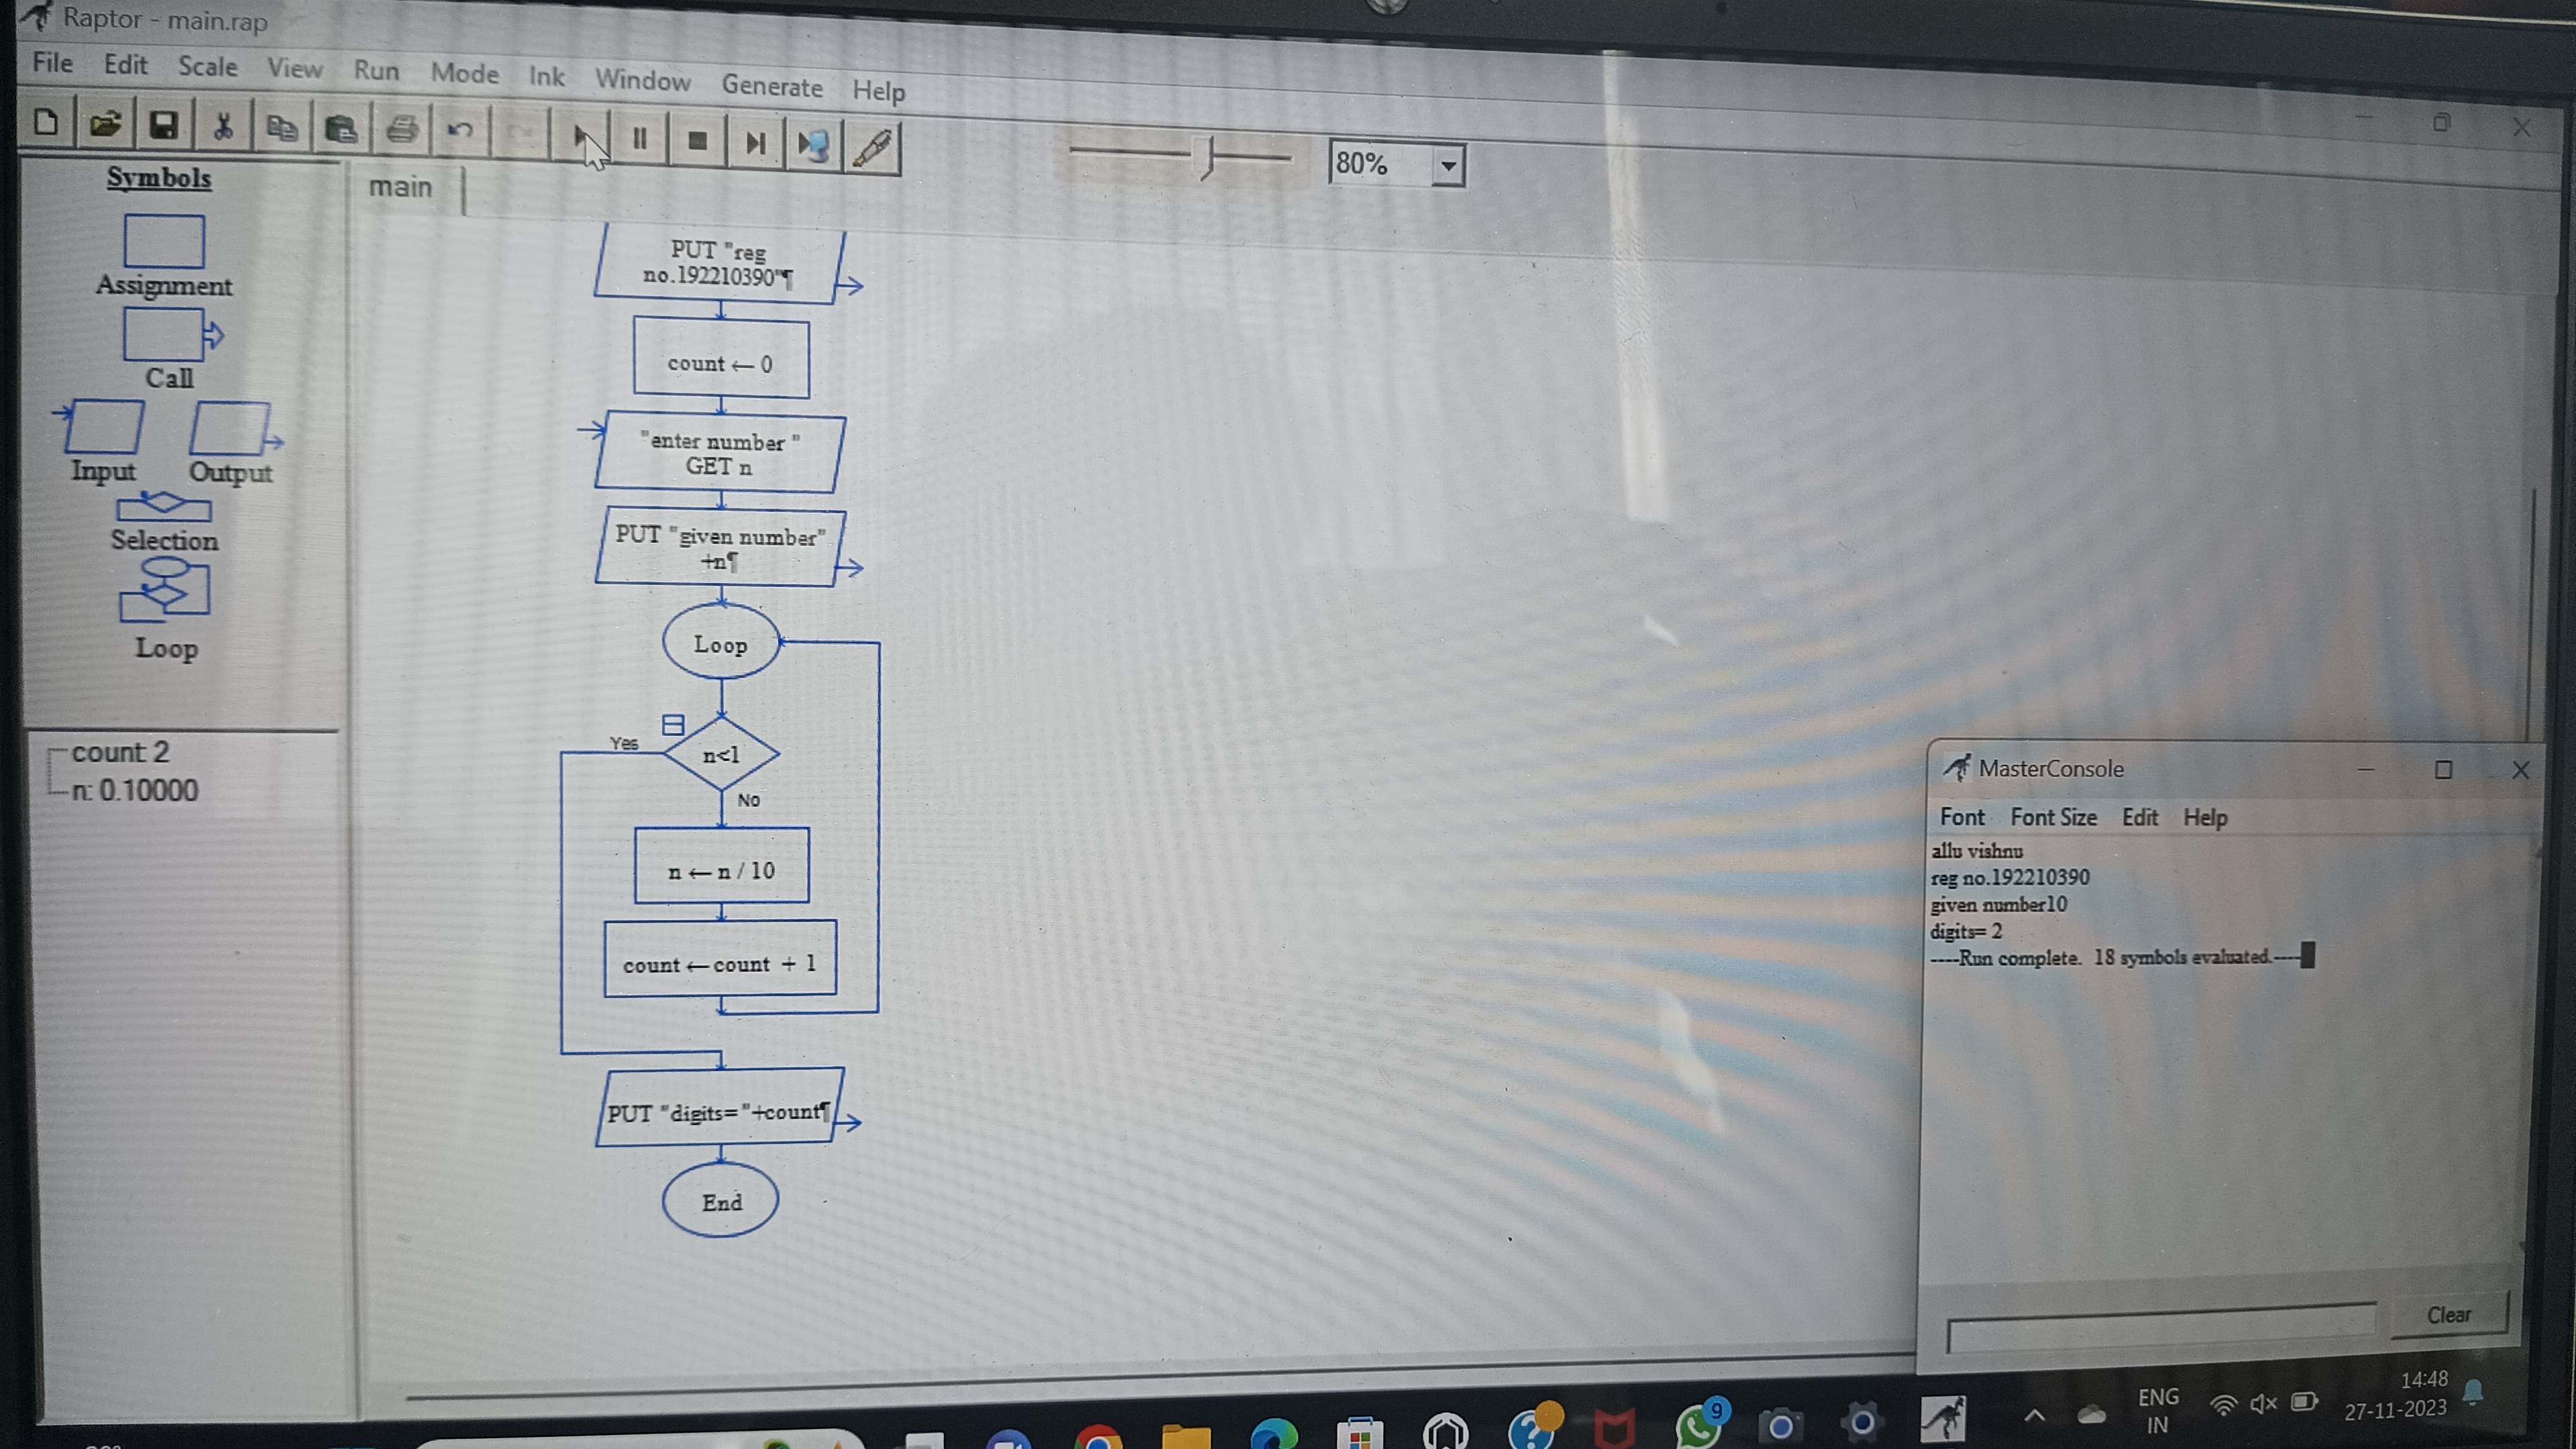 Raptor - main.rap
File Edit Scale View Run Mode Ink Window Generate Help
80%
Symbols
Assignment
Call
Input Output
Selection
Loop
count 2
n: 0.10000
main
PUT "reg
no.192210390"¶
count ← 0
"enter number "
GET n
PUT "given number"
+n¶
Loop
Yes
n<1
No
n ← n / 10
count ← count + 1
PUT "digits="+count¶
End
MasterConsole
Font Font Size Edit Help
allu vishnu
reg no.192210390
given number10
digits= 2
----Run complete. 18 symbols evaluated.----
Clear
9
ENG
IN
14:48
27-11-2023